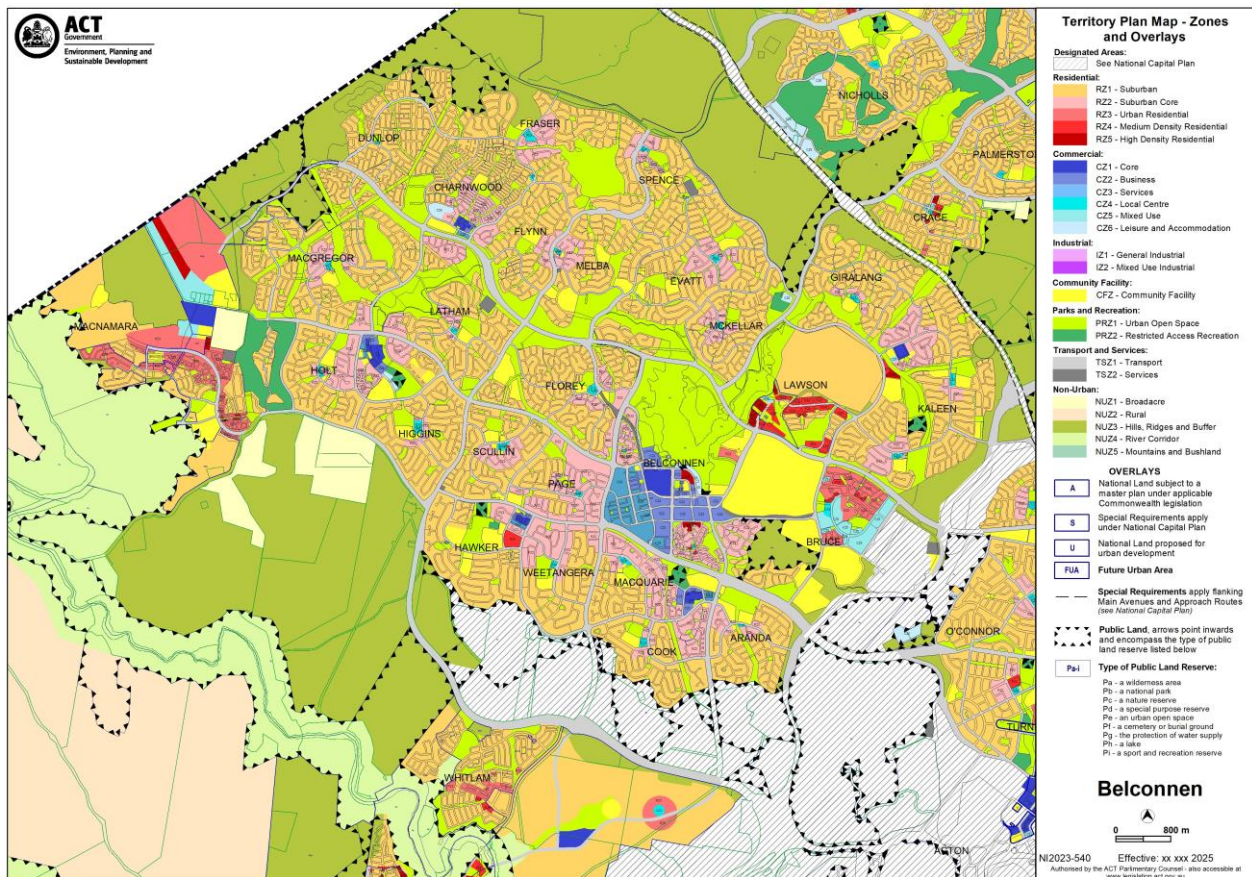 ACT
Government
Environment, Planning and
Sustainable Development
NICHOLLS
FRASER
DUNLOP
PALMERSTO
SPENCE
CHARNWOOD
CRACE
FLYNN
MACGREGOR
MELBA
EVATT
GIRALANG
LATHAM
MACNAMARA
MCKELLAR
HOLT
FLOREY
LAWSON
KALEEN
HIGGINS
SCULLIN
BELCONNEN
PAGE
HAWKER
BRUCE
WEETANGERA
MACQUARIE
O'CONNOR
ARANDA
COOK
TURN
WHITLAM
ACTON
Territory Plan Map - Zones
and Overlays
Designated Areas:
See National Capital Plan
Residential:
RZ1 - Suburban
RZ2 - Suburban Core
RZ3 - Urban Residential
RZ4 - Medium Density Residential
RZ5 - High Density Residential
Commercial:
CZ1 - Core
CZ2 - Business
CZ3 - Services
CZ4 - Local Centre
CZ5 - Mixed Use
CZ6 - Leisure and Accommodation
Industrial:
IZ1 - General Industrial
IZ2 - Mixed Use Industrial
Community Facility:
CFZ - Community Facility
Parks and Recreation:
PRZ1 - Urban Open Space
PRZ2 - Restricted Access Recreation
Transport and Services:
TSZ1 - Transport
TSZ2 - Services
Non-Urban:
NUZ1 - Broadacre
NUZ2 - Rural
NUZ3 - Hills, Ridges and Buffer
NUZ4 - River Corridor
NUZ5 - Mountains and Bushland
OVERLAYS
A National Land subject to a
master plan under applicable
Commonwealth legislation
S Special Requirements apply
under National Capital Plan
U National Land proposed for
urban development
FUA Future Urban Area
Special Requirements apply flanking
Main Avenues and Approach Routes
(see National Capital Plan)
Public Land, arrows point inwards
and encompass the type of public
land reserve listed below
Pa-i Type of Public Land Reserve:
Pa - a wilderness area
Pb - a national park
Pc - a nature reserve
Pd - a special purpose reserve
Pe - an urban open space
Pf - a cemetery or burial ground
Pg - the protection of water supply
Ph - a lake
Pi - a sport and recreation reserve
Belconnen
0 800 m
NI2023-540 Effective: xx xxx 2025
Authorised by the ACT Parlimentary Counsel - also accessible at
www.legislation.act.gov.au